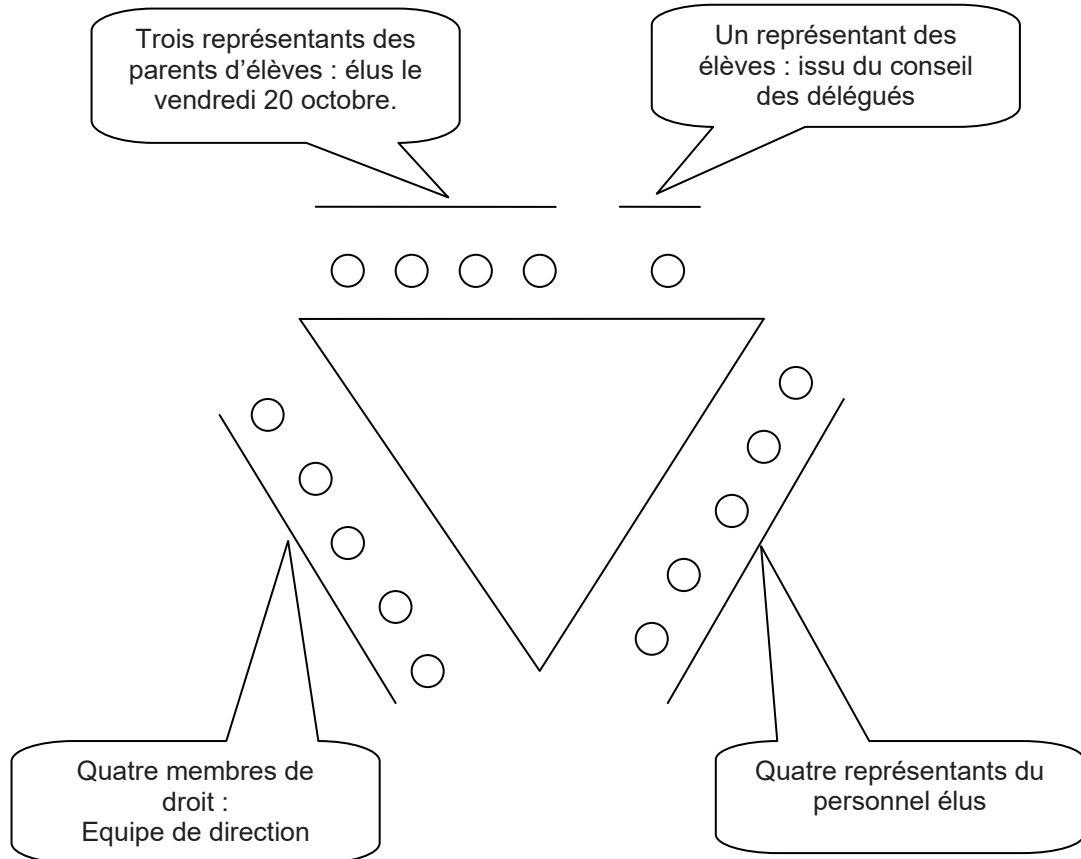 Trois représentants des
parents d’élèves : élus le
vendredi 20 octobre.
Un représentant des
élèves : issu du conseil
des délégués
Quatre membres de
droit :
Equipe de direction
Quatre représentants du
personnel élus